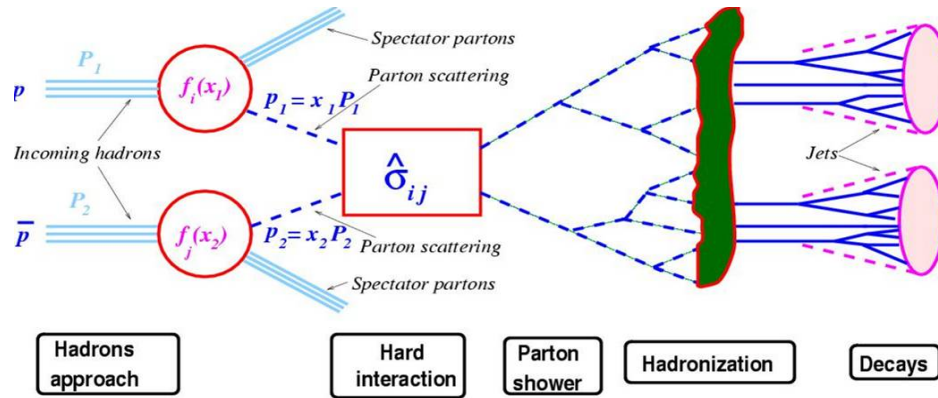 Spectator partons
P1
p
fi(x1)
Parton scattering
p1 = x1P1
Incoming hadrons
σ̂ij
Jets
P2
p̄
fj(x2)
p2 = x2P2
Parton scattering
Spectator partons
Hadrons
approach
Hard
interaction
Parton
shower
Hadronization
Decays